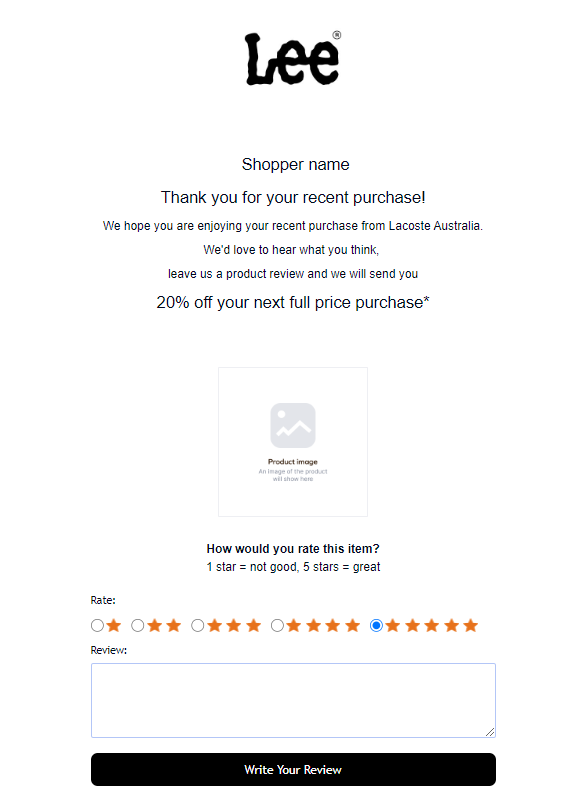 Lee®
Shopper name
Thank you for your recent purchase!
We hope you are enjoying your recent purchase from Lacoste Australia.
We'd love to hear what you think,
leave us a product review and we will send you
20% off your next full price purchase*
Product image
An image of the product
will show here
How would you rate this item?
1 star = not good, 5 stars = great
Rate:
Review:
Write Your Review